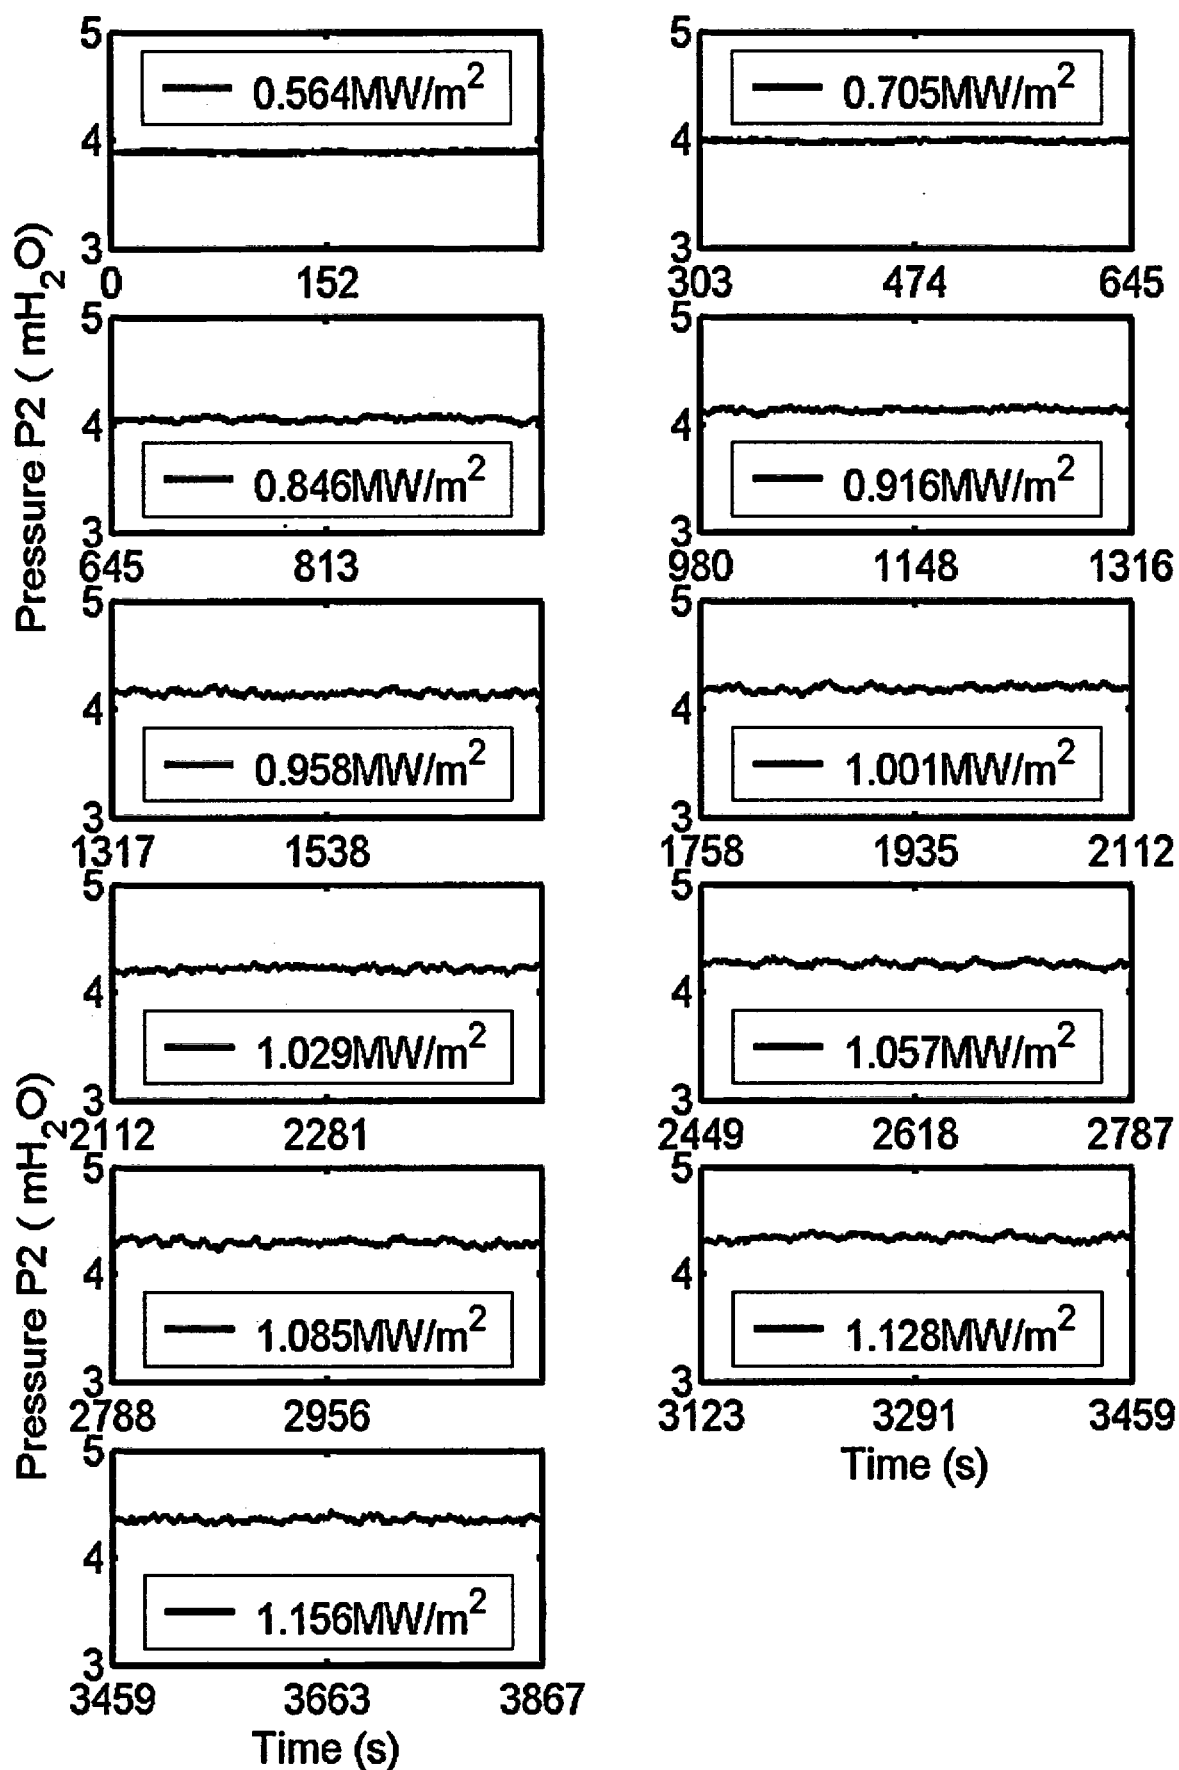 5
0.564MW/m²
4
3
0 152
5
0.705MW/m²
4
3
303 474 645
Pressure P2 ( mH₂O)
5
4
0.846MW/m²
3
645 813
5
4
0.916MW/m²
3
980 1148 1316
5
4
0.958MW/m²
3
1317 1538
5
4
1.001MW/m²
3
1758 1935 2112
5
4
1.029MW/m²
3
2112 2281
5
4
1.057MW/m²
3
2449 2618 2787
Pressure P2 ( mH₂O)
5
4
1.085MW/m²
3
2788 2956
5
4
1.128MW/m²
3
3123 3291 3459
Time (s)
5
4
1.156MW/m²
3
3459 3663 3867
Time (s)